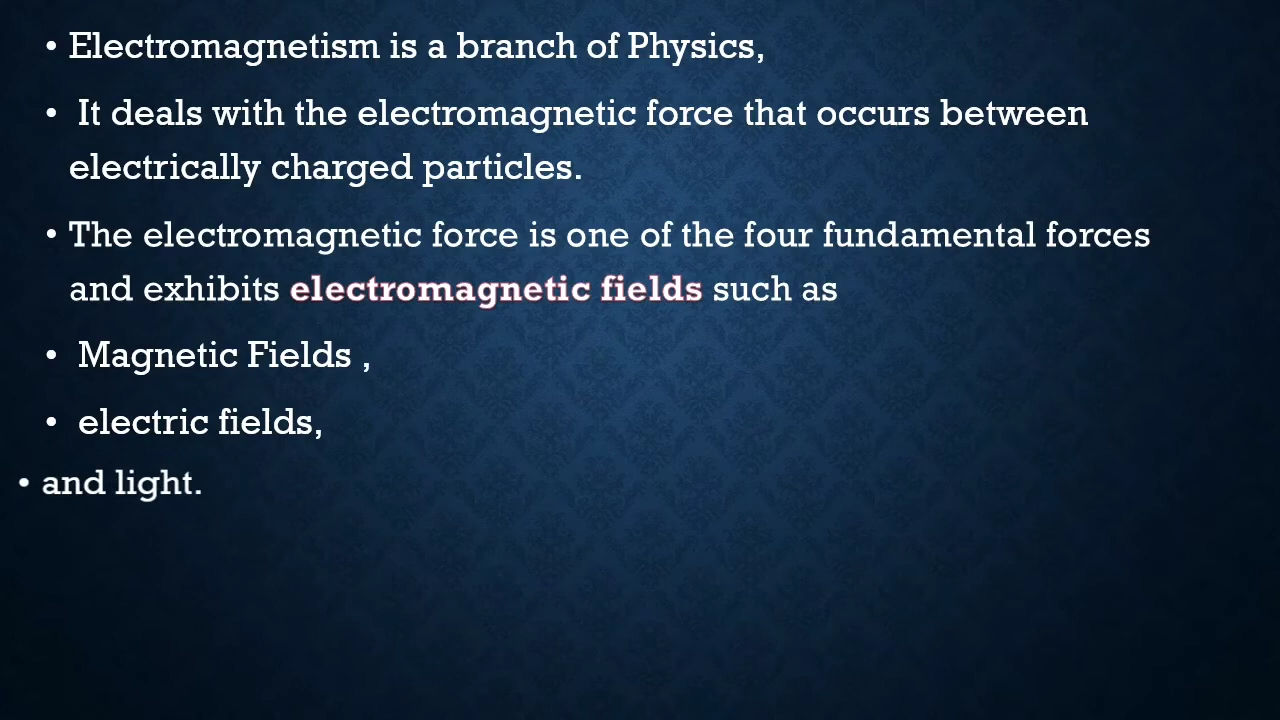 • Electromagnetism is a branch of Physics,
• It deals with the electromagnetic force that occurs between
electrically charged particles.
• The electromagnetic force is one of the four fundamental forces
and exhibits electromagnetic fields such as
• Magnetic Fields ,
• electric fields,
• and light.